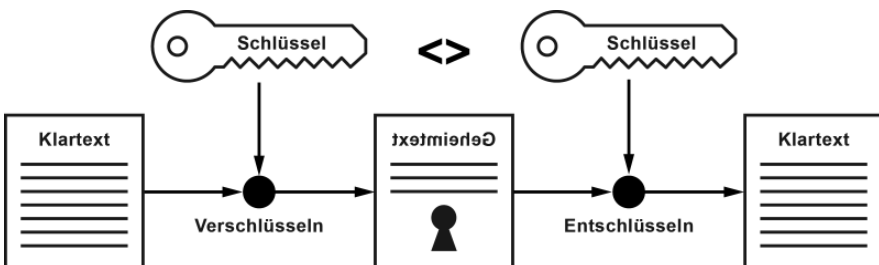 Schlüssel
<>
Schlüssel
Klartext
Geheimtext
Klartext
Verschlüsseln
Entschlüsseln